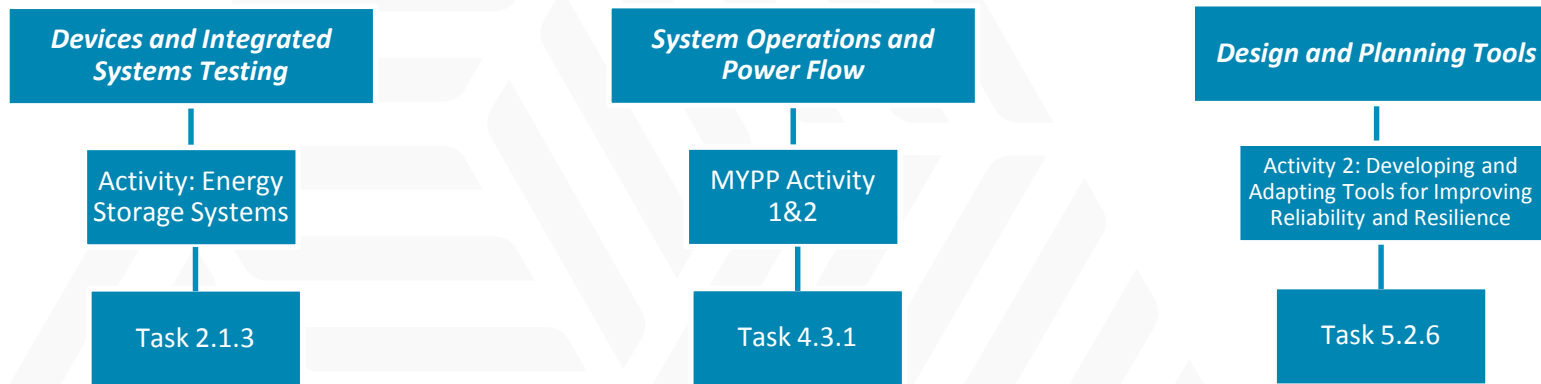 Devices and Integrated
Systems Testing
Activity: Energy
Storage Systems
Task 2.1.3
System Operations and
Power Flow
MYPP Activity
1&2
Task 4.3.1
Design and Planning Tools
Activity 2: Developing and
Adapting Tools for Improving
Reliability and Resilience
Task 5.2.6